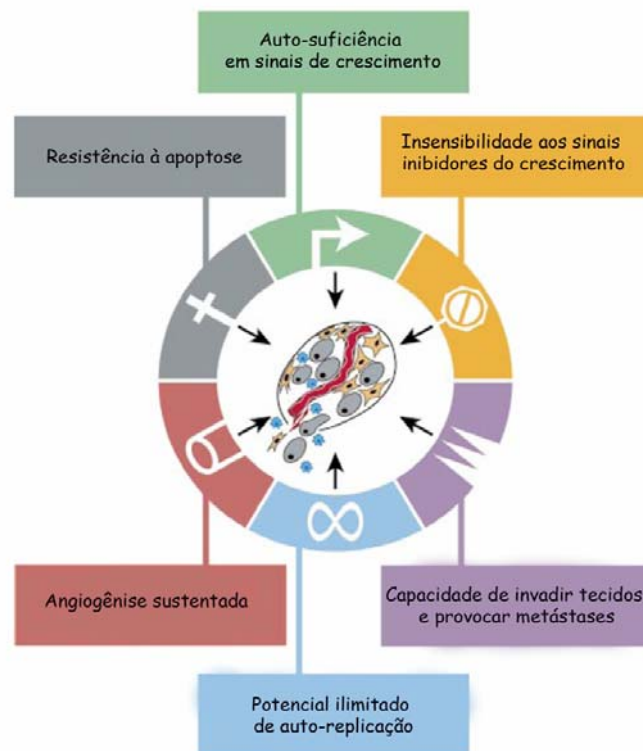 Auto-suficiência
em sinais de crescimento
Resistência à apoptose
Insensibilidade aos sinais
inibidores do crescimento
Angiogênise sustentada
Capacidade de invadir tecidos
e provocar metástases
Potencial ilimitado
de auto-replicação